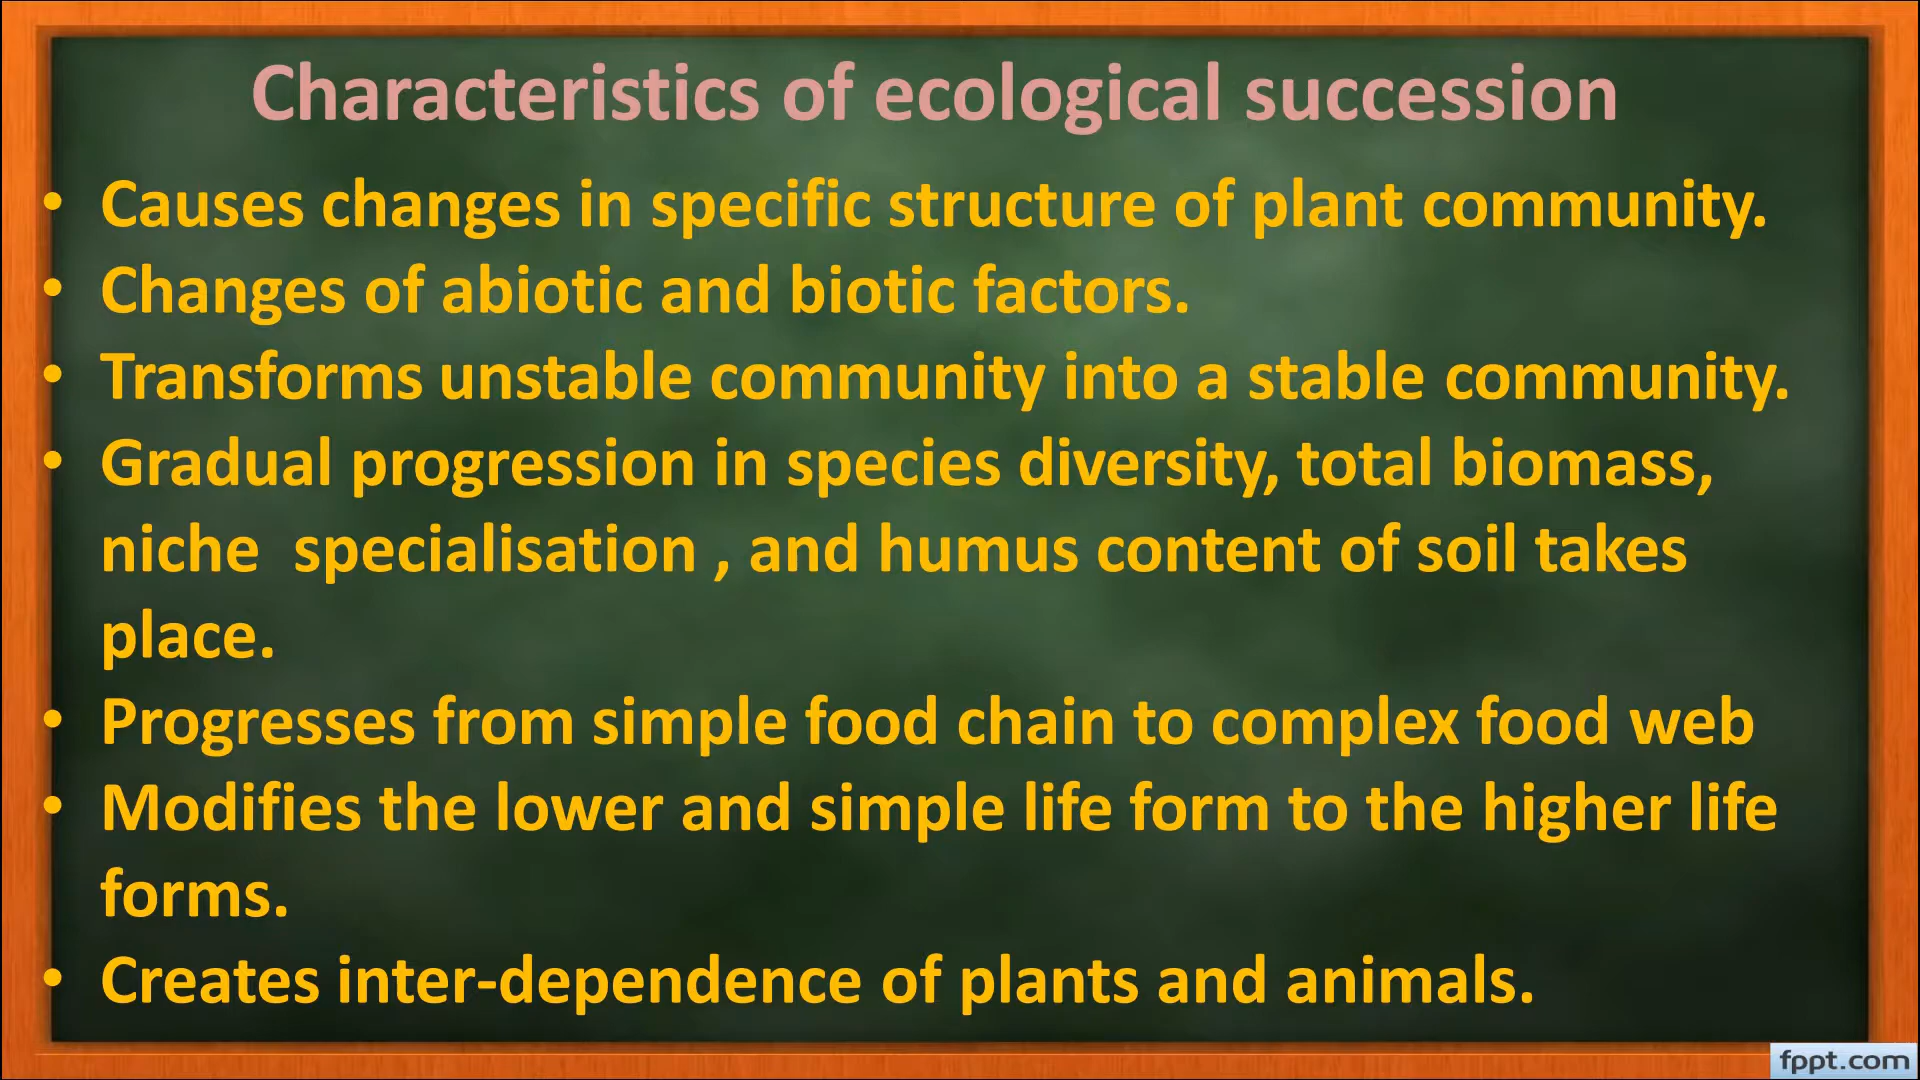 Characteristics of ecological succession
• Causes changes in specific structure of plant community.
• Changes of abiotic and biotic factors.
• Transforms unstable community into a stable community.
• Gradual progression in species diversity, total biomass,
niche  specialisation , and humus content of soil takes
place.
• Progresses from simple food chain to complex food web
• Modifies the lower and simple life form to the higher life
forms.
• Creates inter-dependence of plants and animals.
fppt.com